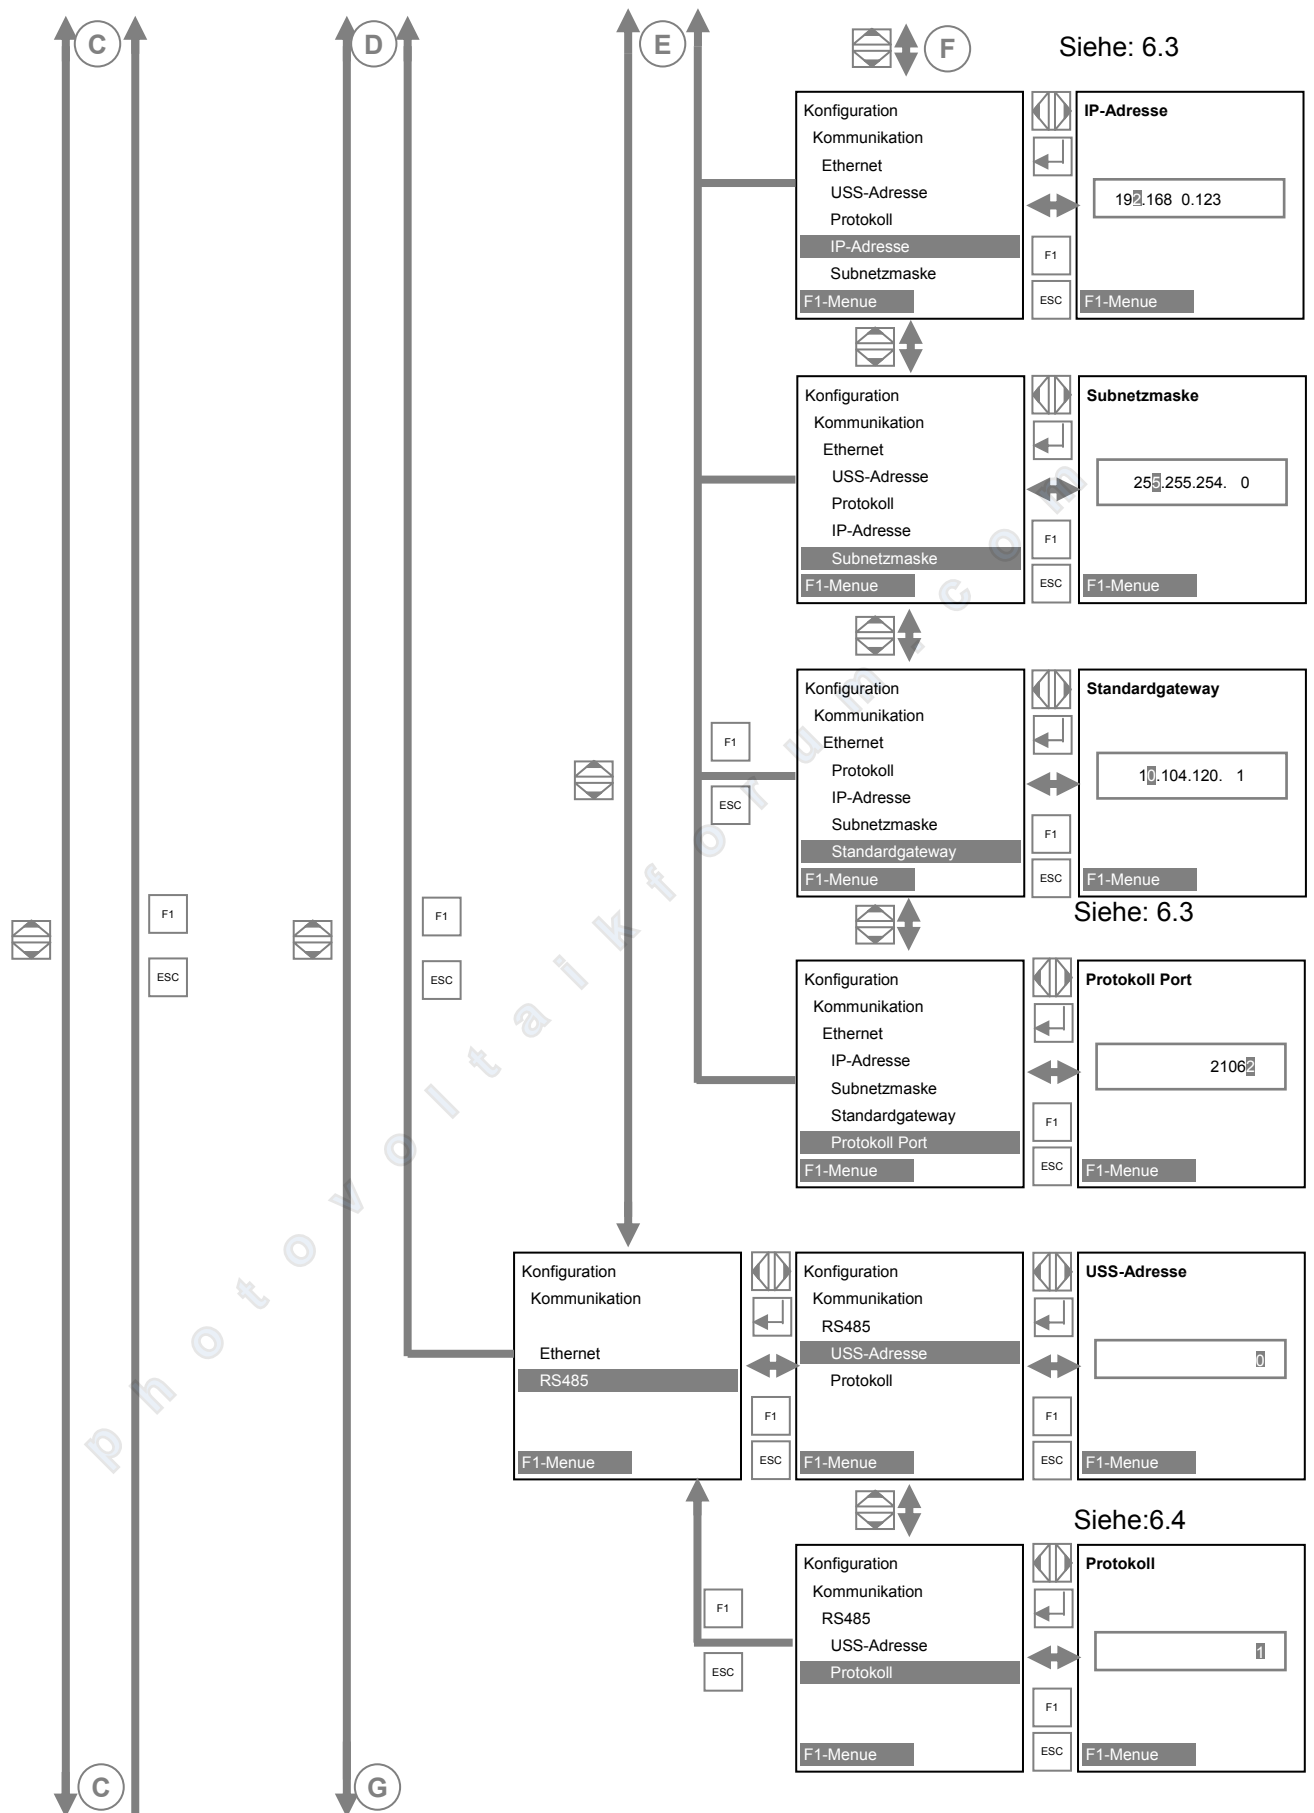 C
D
E
F
Siehe: 6.3
Konfiguration
Kommunikation
Ethernet
USS-Adresse
Protokoll
IP-Adresse
Subnetzmaske
F1-Menue
F1
ESC
IP-Adresse
192.168 0.123
F1-Menue
Konfiguration
Kommunikation
Ethernet
USS-Adresse
Protokoll
IP-Adresse
Subnetzmaske
F1-Menue
F1
ESC
Subnetzmaske
255.255.254. 0
F1-Menue
F1
ESC
Konfiguration
Kommunikation
Ethernet
Protokoll
IP-Adresse
Subnetzmaske
Standardgateway
F1-Menue
F1
ESC
Standardgateway
10.104.120. 1
F1-Menue
Siehe: 6.3
F1
ESC
F1
ESC
Konfiguration
Kommunikation
Ethernet
IP-Adresse
Subnetzmaske
Standardgateway
Protokoll Port
F1-Menue
F1
ESC
Protokoll Port
21062
F1-Menue
Konfiguration
Kommunikation
Ethernet
RS485
F1-Menue
F1
ESC
Konfiguration
Kommunikation
RS485
USS-Adresse
Protokoll
F1-Menue
F1
ESC
USS-Adresse
0
F1-Menue
Siehe:6.4
F1
ESC
Konfiguration
Kommunikation
RS485
USS-Adresse
Protokoll
F1-Menue
F1
ESC
Protokoll
1
F1-Menue
C
G
photovoltaikforum.com